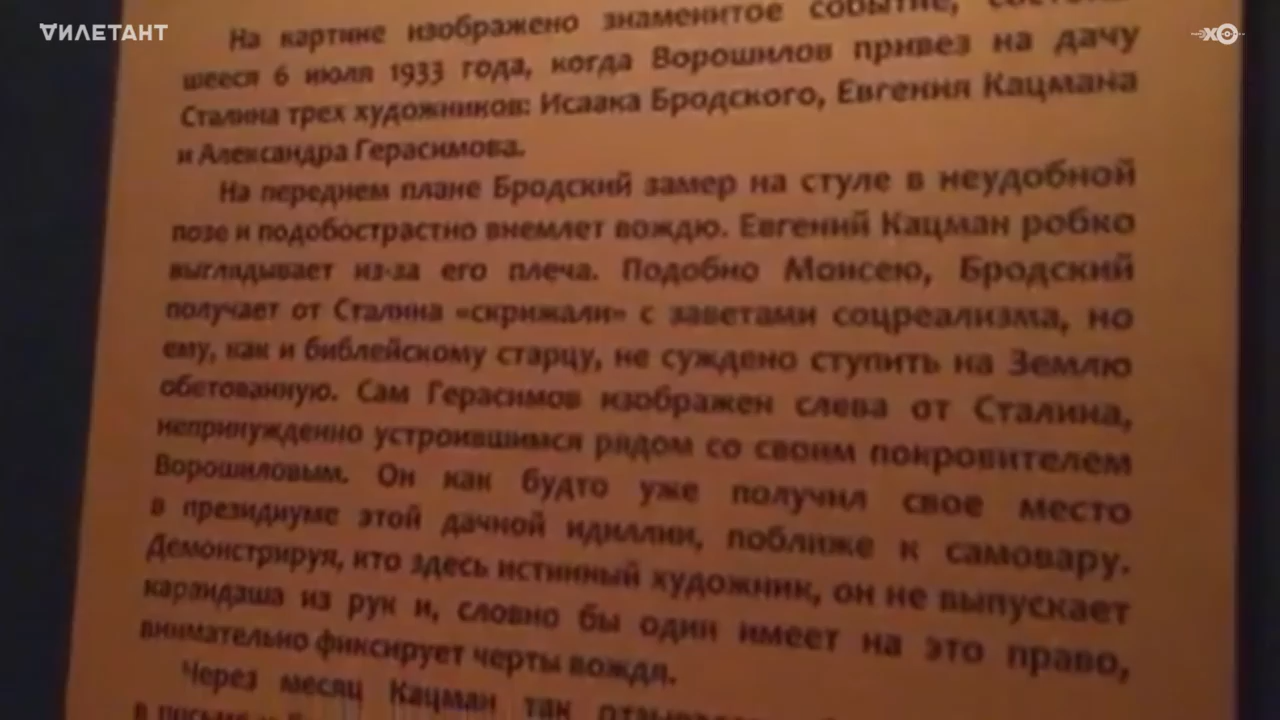 ДИЛЕТАНТ
ЭХО
На картине изображено знаменитое событие,
шееся 6 июля 1933 года, когда Ворошилов привез на дачу
Сталина трех художников: Исаака Бродского, Евгения Кацмана
и Александра Герасимова.
На переднем плане Бродский замер на стуле в неудобной
позе и подобострастно внемлет вождю. Евгений Кацман робко
выглядывает из-за его плеча. Подобно Моисею, Бродский
получает от Сталина «скрижали» с заветами соцреализма, но
ему, как и библейскому старцу, не суждено ступить на Землю
обетованную. Сам Герасимов изображен слева от Сталина,
непринужденно устроившимся рядом со своим покровителем
Ворошиловым. Он как будто уже получил свое место
в президиуме этой дачной идиллии, поближе к самовару.
Демонстрируя, кто здесь истинный художник, он не выпускает
карандаша из рук и, словно бы один имеет на это право,
внимательно фиксирует черты вождя.
Через месяц Кацман так